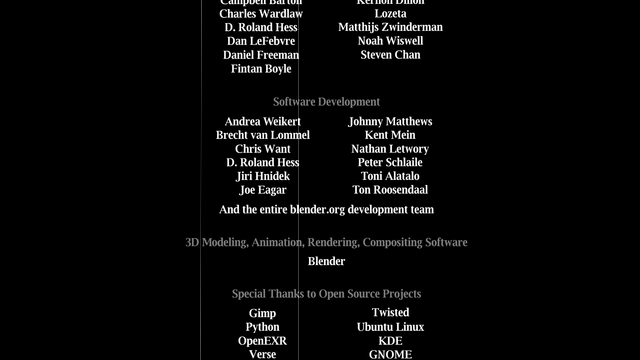 Campbell Barton Kernon Dillon
Charles Wardlaw Lozeta
D. Roland Hess Matthijs Zwinderman
Dan LeFebvre Noah Wiswell
Daniel Freeman Steven Chan
Fintan Boyle
Software Development
Andrea Weikert Johnny Matthews
Brecht van Lommel Kent Mein
Chris Want Nathan Letwory
D. Roland Hess Peter Schlaile
Jiri Hnidek Toni Alatalo
Joe Eagar Ton Roosendaal
And the entire blender.org development team
3D Modeling, Animation, Rendering, Compositing Software
Blender
Special Thanks to Open Source Projects
Gimp Twisted
Python Ubuntu Linux
OpenEXR KDE
Verse GNOME